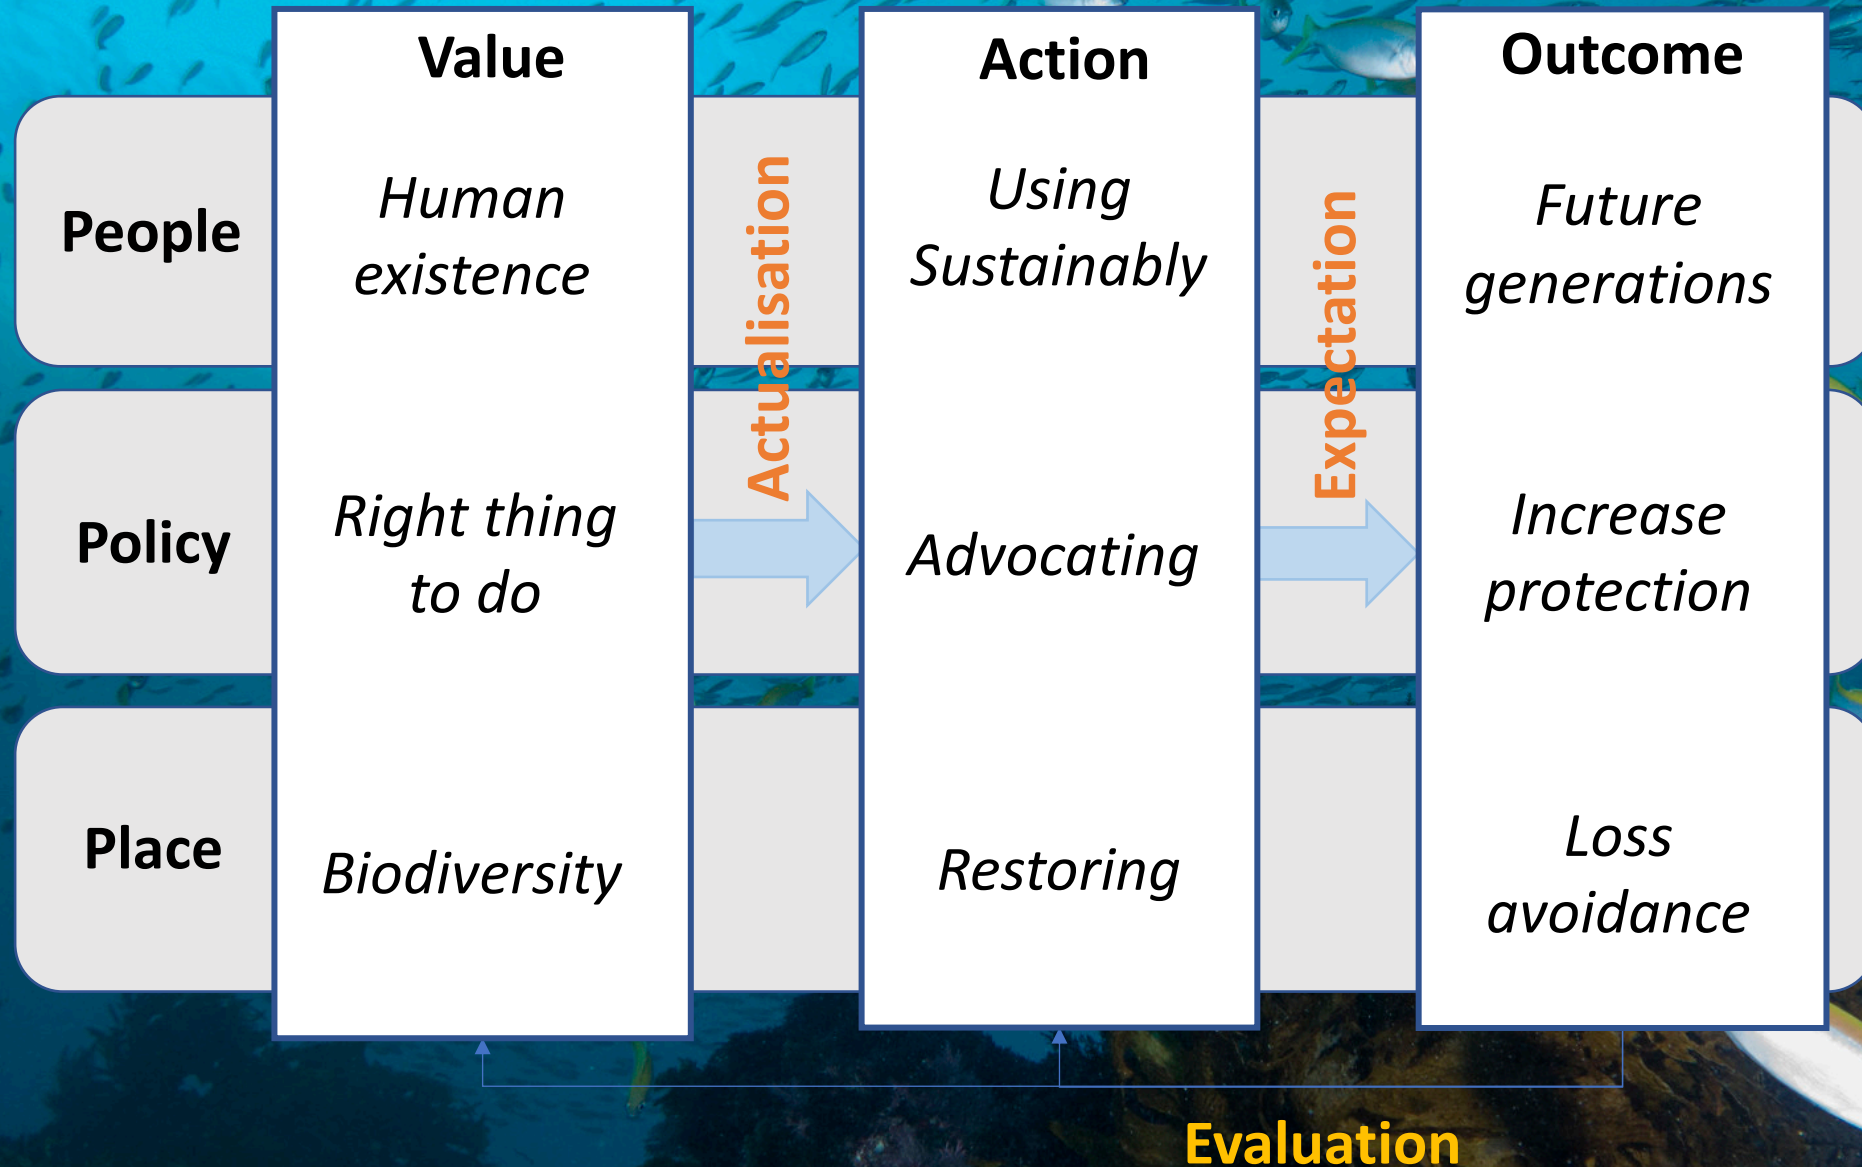 Value
Action
Outcome
People
Human
existence
Actualisation
Using
Sustainably
Expectation
Future
generations
Policy
Right thing
to do
Advocating
Increase
protection
Place
Biodiversity
Restoring
Loss
avoidance
Evaluation